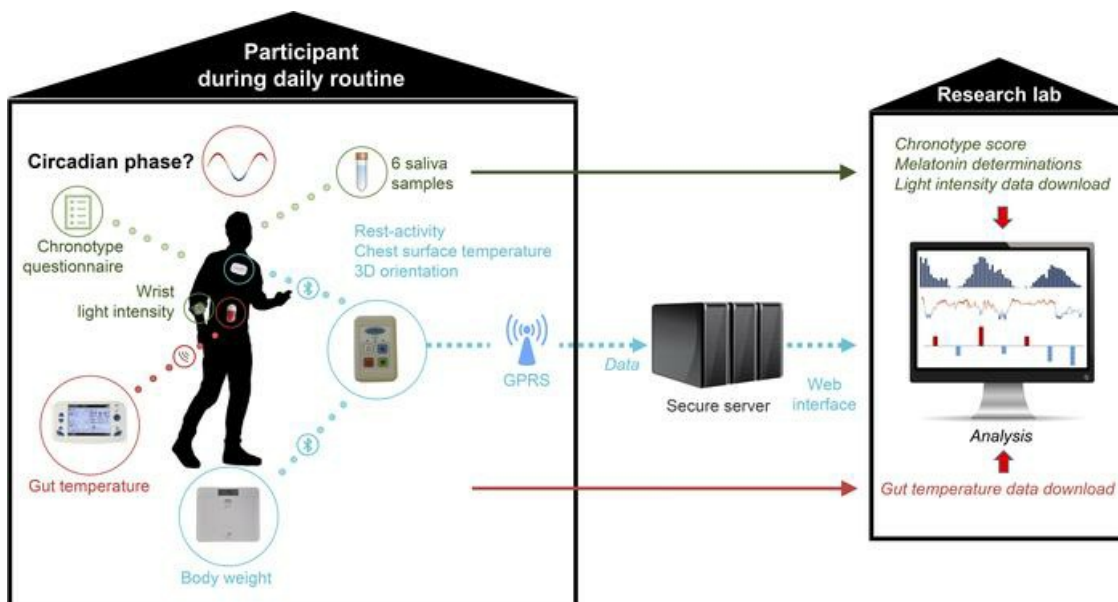 Participant
during daily routine
Circadian phase?
6 saliva
samples
Chronotype
questionnaire
Rest-activity
Chest surface temperature
3D orientation
Wrist
light intensity
GPRS
Gut temperature
Body weight
Data
Secure server
Web
interface
Research lab
Chronotype score
Melatonin determinations
Light intensity data download
Analysis
Gut temperature data download